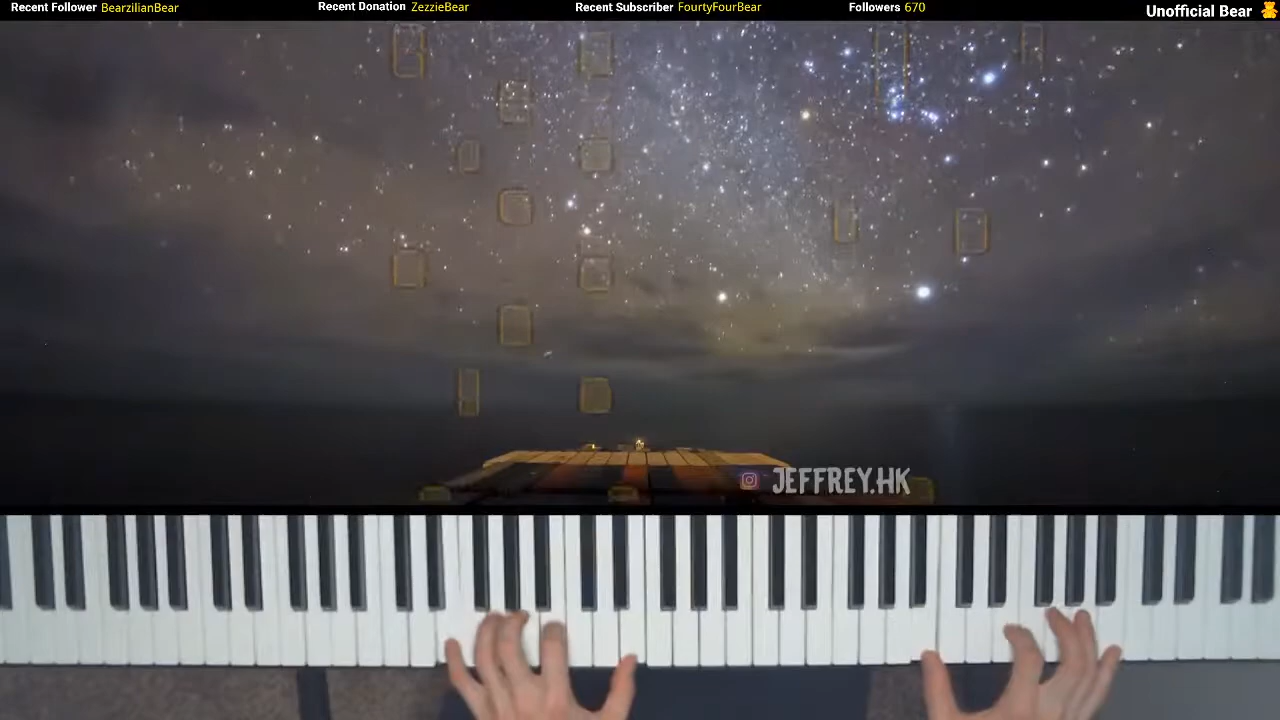 Recent Follower BearzilianBear
Recent Donation ZezzieBear
Recent Subscriber FourtyFourBear
Followers 670
Unofficial Bear
JEFFREY.HK